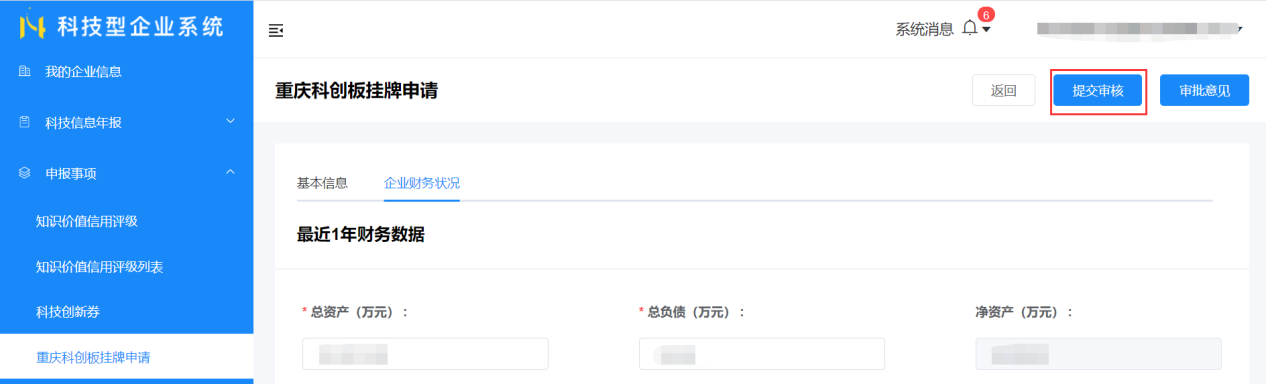 科技型企业系统
系统消息
6
我的企业信息
重庆科创板挂牌申请
返回
提交审核
审批意见
科技信息年报
申报事项
基本信息
企业财务状况
知识价值信用评级
最近1年财务数据
知识价值信用评级列表
科技创新券
* 总资产（万元）：
* 总负债（万元）：
净资产（万元）：
重庆科创板挂牌申请